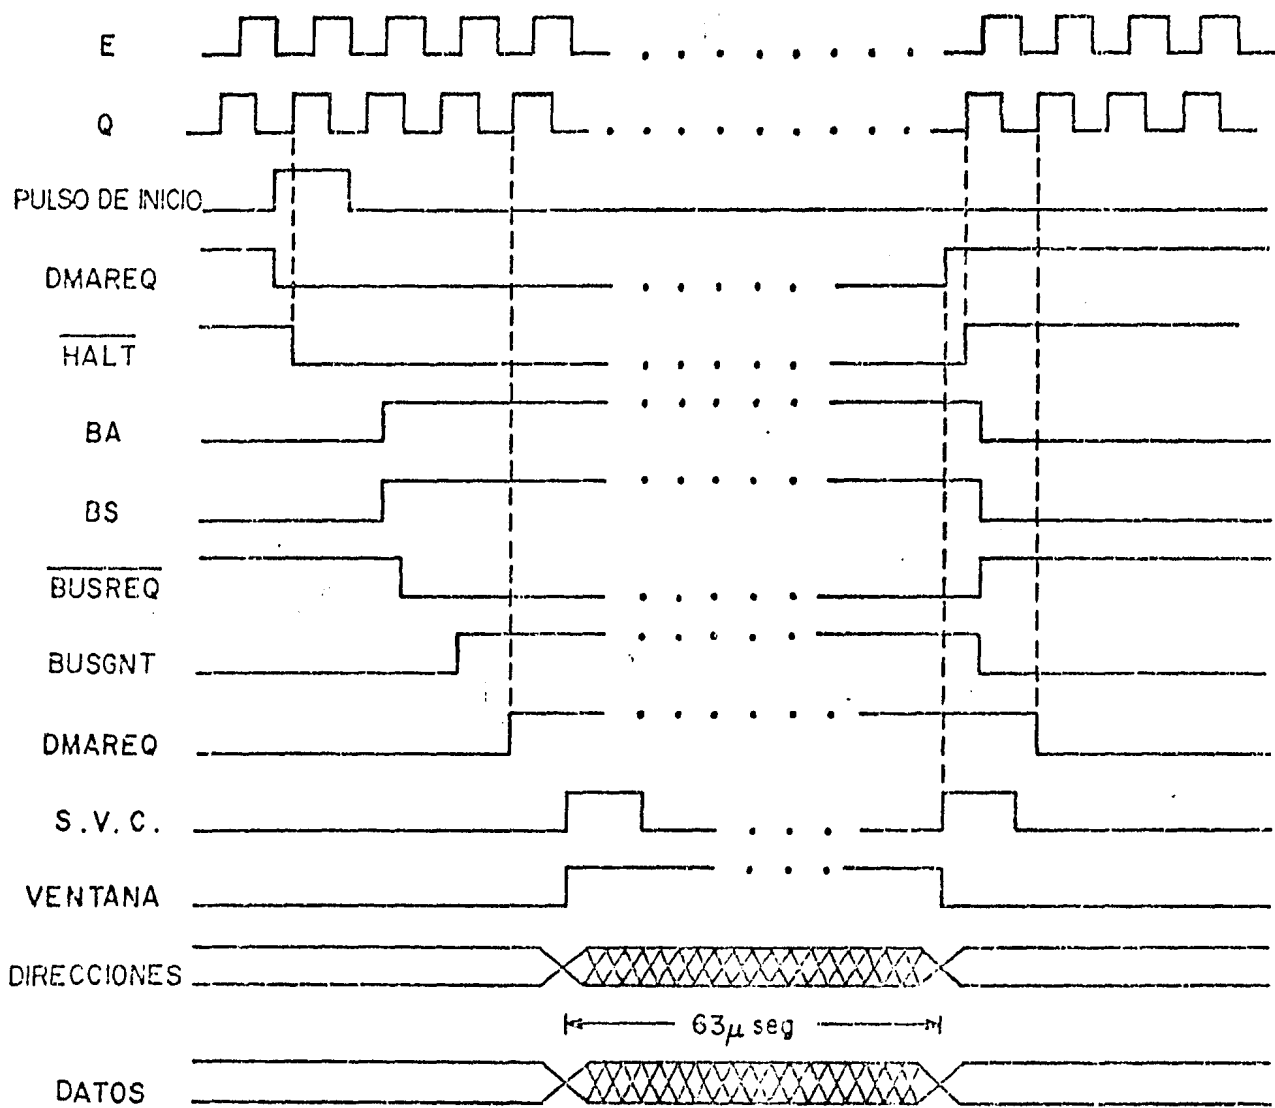 E
Q
PULSO DE INICIO
DMAREQ
HALT
BA
BS
BUSREQ
BUSGNT
DMAREQ
S.V.C.
VENTANA
DIRECCIONES
63μ seg
DATOS